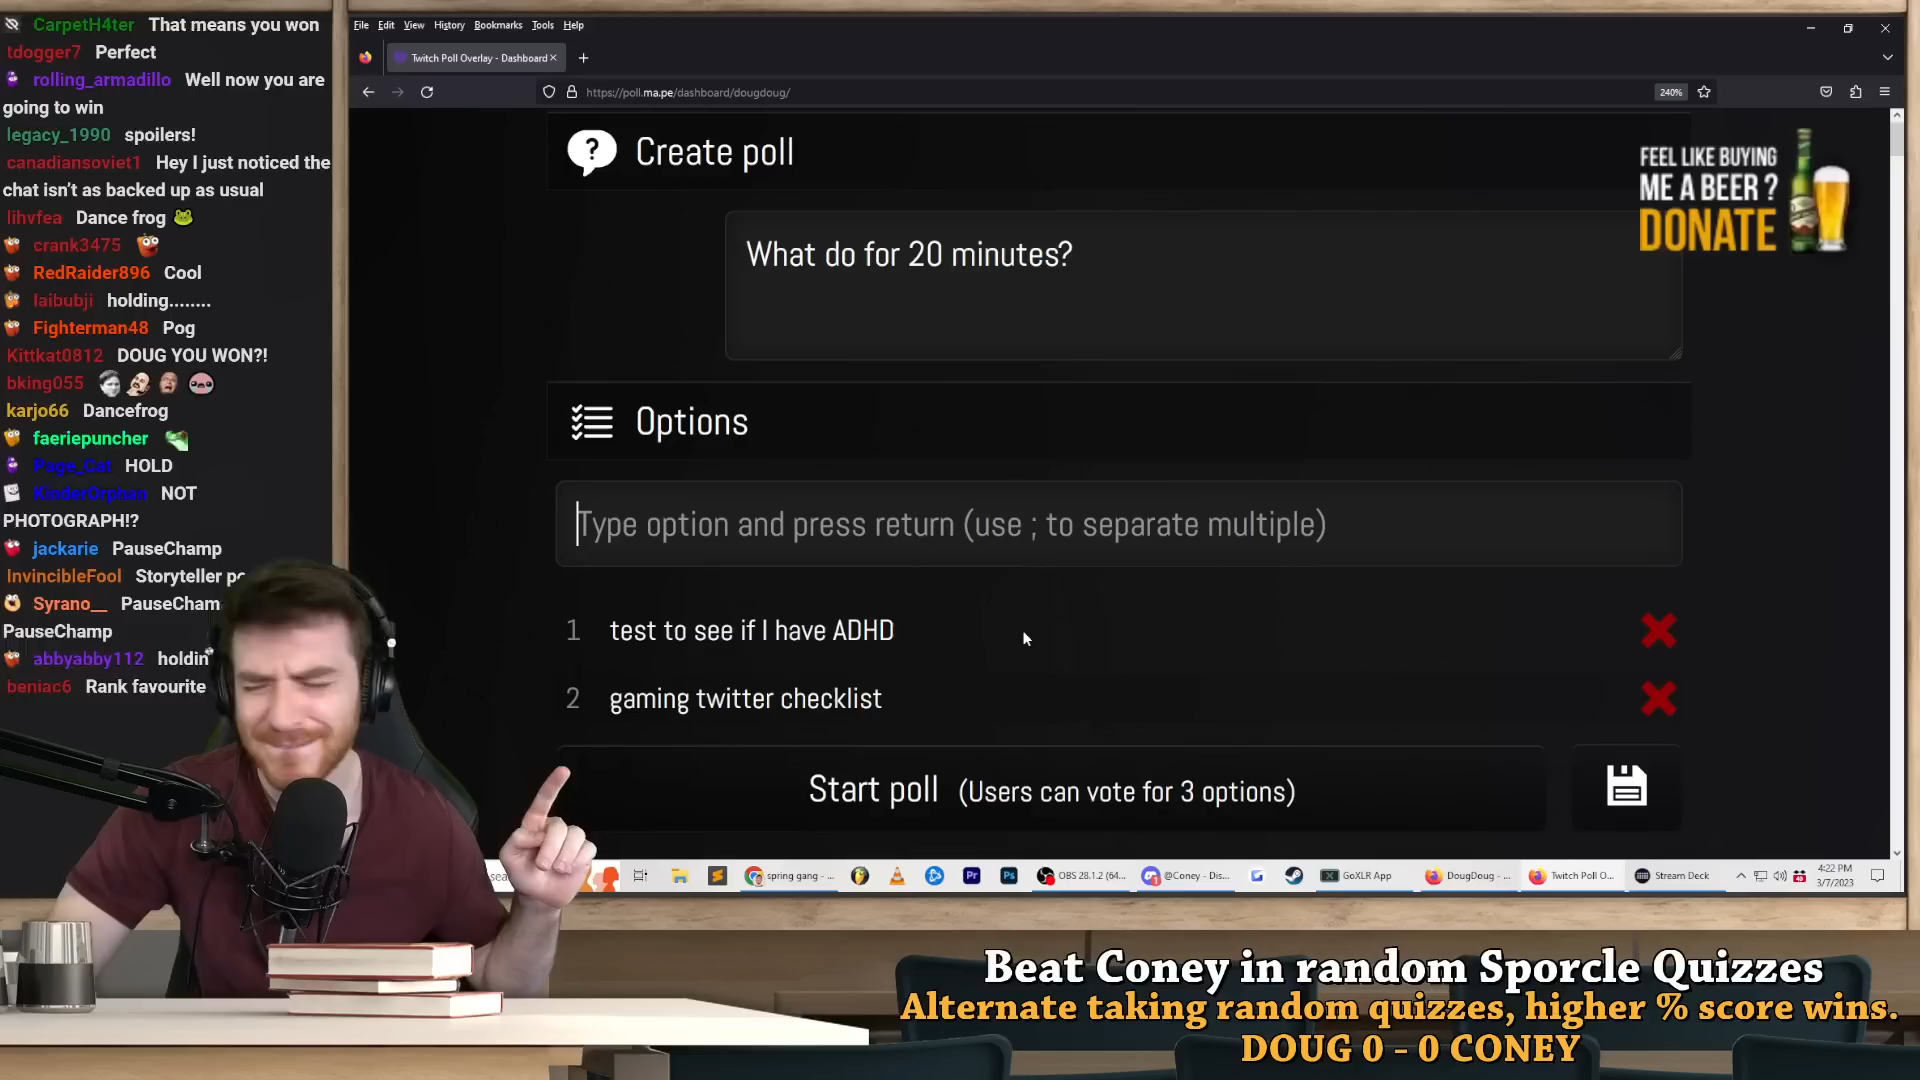 CarpetH4ter That means you won
tdogger7 Perfect
rolling_armadillo Well now you are
going to win
legacy_1990 spoilers!
canadiansoviet1 Hey I just noticed the
chat isn't as backed up as usual
lihvfea Dance frog
crank3475
RedRaider896 Cool
laibubji holding........
Fighterman48 Pog
Kittkat0812 DOUG YOU WON?!
bking055
karjo66 Dancefrog
faeriepuncher
Page_Cat HOLD
KinderOrphan NOT
PHOTOGRAPH!?
jackarie PauseChamp
InvincibleFool Storyteller
Syrano__ PauseCham
PauseChamp
abbyabby112 holdin
beniac6 Rank favourite
File Edit View History Bookmarks Tools Help
Twitch Poll Overlay - Dashboard
https://poll.ma.pe/dashboard/dougdoug/
240%
Create poll
What do for 20 minutes?
FEEL LIKE BUYING
ME A BEER ?
DONATE
Options
Type option and press return (use ; to separate multiple)
1 test to see if I have ADHD
2 gaming twitter checklist
Start poll (Users can vote for 3 options)
spring gang - ...
Pr
Ps
OBS 28.1.2 (64...
@Coney - Dis...
GoXLR App
DougDoug - ...
Twitch Poll O...
Stream Deck
4:22 PM
3/7/2023
Beat Coney in random Sporcle Quizzes
Alternate taking random quizzes, higher % score wins.
DOUG 0 - 0 CONEY